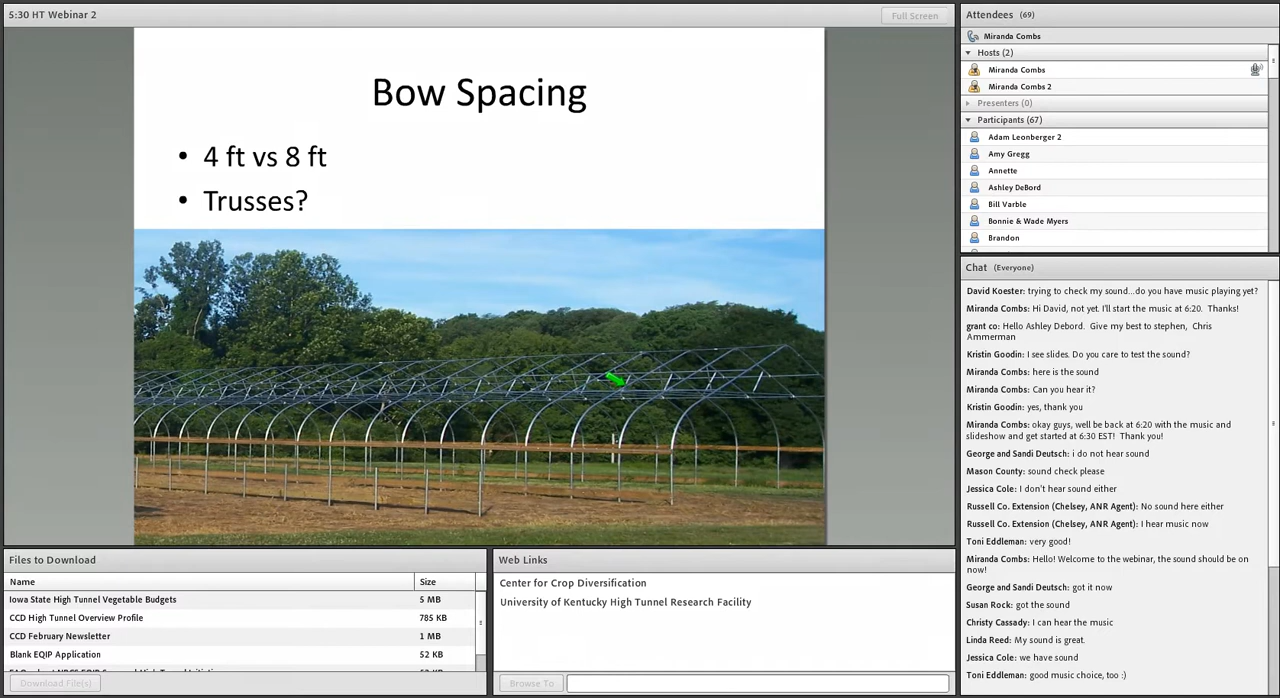 5:30 HT Webinar 2
Full Screen
Bow Spacing
• 4 ft vs 8 ft
• Trusses?
Files to Download
Name Size
Iowa State High Tunnel Vegetable Budgets 5 MB
CCD High Tunnel Overview Profile 785 KB
CCD February Newsletter 1 MB
Blank EQIP Application 52 KB
Download File(s)
Web Links
Center for Crop Diversification
University of Kentucky High Tunnel Research Facility
Browse To
Attendees (69)
Miranda Combs
Hosts (2)
Miranda Combs
Miranda Combs 2
Presenters (0)
Participants (67)
Adam Leonberger 2
Amy Gregg
Annette
Ashley DeBord
Bill Varble
Bonnie & Wade Myers
Brandon
Chat (Everyone)
David Koester: trying to check my sound...do you have music playing yet?
Miranda Combs: Hi David, not yet. I'll start the music at 6:20. Thanks!
grant co: Hello Ashley Debord. Give my best to stephen, Chris
Ammerman
Kristin Goodin: I see slides. Do you care to test the sound?
Miranda Combs: here is the sound
Miranda Combs: Can you hear it?
Kristin Goodin: yes, thank you
Miranda Combs: okay guys, well be back at 6:20 with the music and
slideshow and get started at 6:30 EST! Thank you!
George and Sandi Deutsch: i do not hear sound
Mason County: sound check please
Jessica Cole: I don't hear sound either
Russell Co. Extension (Chelsey, ANR Agent): No sound here either
Russell Co. Extension (Chelsey, ANR Agent): I hear music now
Toni Eddleman: very good!
Miranda Combs: Hello! Welcome to the webinar, the sound should be on
now!
George and Sandi Deutsch: got it now
Susan Rock: got the sound
Christy Cassady: I can hear the music
Linda Reed: My sound is great.
Jessica Cole: we have sound
Toni Eddleman: good music choice, too :)